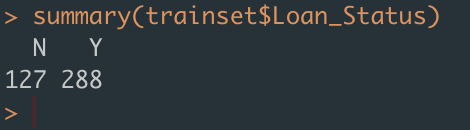 > summary(trainset$Loan_Status)
N Y
127 288
>